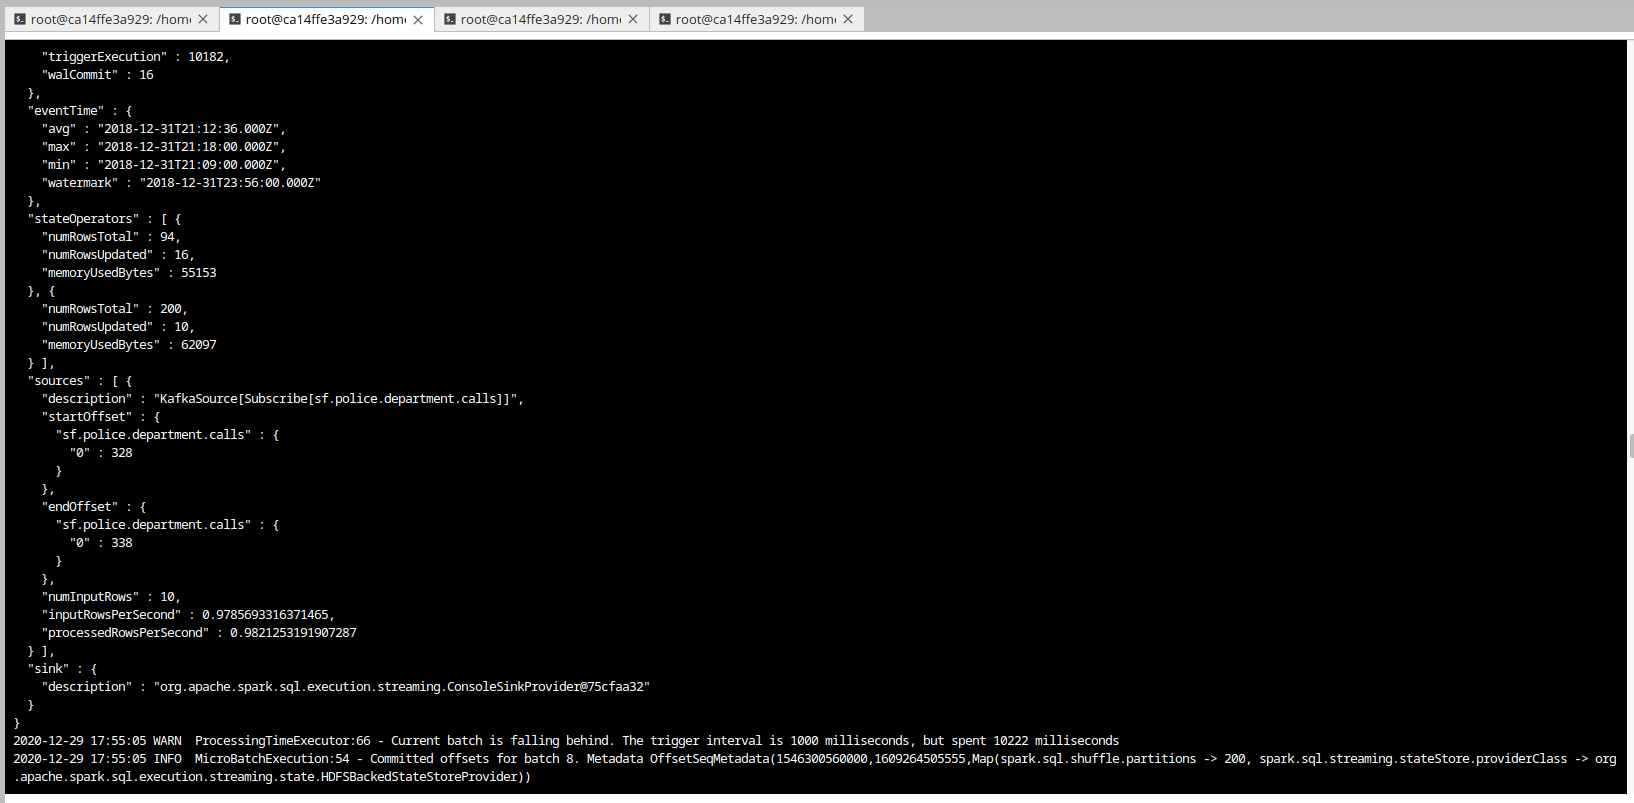 root@ca14ffe3a929: /home
root@ca14ffe3a929: /home
root@ca14ffe3a929: /home
root@ca14ffe3a929: /home
"triggerExecution" : 10182,
"walCommit" : 16
},
"eventTime" : {
"avg" : "2018-12-31T21:12:36.000Z",
"max" : "2018-12-31T21:18:00.000Z",
"min" : "2018-12-31T21:09:00.000Z",
"watermark" : "2018-12-31T23:56:00.000Z"
},
"stateOperators" : [ {
"numRowsTotal" : 94,
"numRowsUpdated" : 16,
"memoryUsedBytes" : 55153
}, {
"numRowsTotal" : 200,
"numRowsUpdated" : 10,
"memoryUsedBytes" : 62097
} ],
"sources" : [ {
"description" : "KafkaSource[Subscribe[sf.police.department.calls]]",
"startOffset" : {
"sf.police.department.calls" : {
"0" : 328
}
},
"endOffset" : {
"sf.police.department.calls" : {
"0" : 338
}
},
"numInputRows" : 10,
"inputRowsPerSecond" : 0.9785693316371465,
"processedRowsPerSecond" : 0.9821253191907287
} ],
"sink" : {
"description" : "org.apache.spark.sql.execution.streaming.ConsoleSinkProvider@75cfaa32"
}
}
2020-12-29 17:55:05 WARN  ProcessingTimeExecutor:66 - Current batch is falling behind. The trigger interval is 1000 milliseconds, but spent 10222 milliseconds
2020-12-29 17:55:05 INFO  MicroBatchExecution:54 - Committed offsets for batch 8. Metadata OffsetSeqMetadata(1546300560000,1609264505555,Map(spark.sql.shuffle.partitions -> 200, spark.sql.streaming.stateStore.providerClass -> org
.apache.spark.sql.execution.streaming.state.HDFSBackedStateStoreProvider))